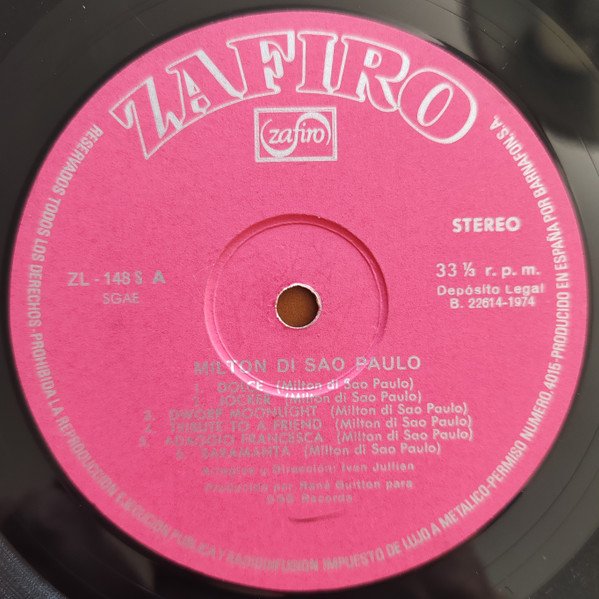 ZAFIRO
(zafiro)
STEREO
ZL - 148 S. A
SGAE
33 ⅓ r. p. m.
Depósito Legal
B. 22614-1974
MILTON DI SAO PAULO
1. DOLCE (Milton di Sao Paulo)
2. JOCKER (Milton di Sao Paulo)
3. DWORF MOONLIGHT (Milton di Sao Paulo)
4. TRIBUTE TO A FRIEND (Milton di Sao Paulo)
5. ADAGGIO FRANCESCA (Milton di Sao Paulo)
6. SARAMANTA (Milton di Sao Paulo)
Arreglos y Dirección: Ivan Jullien
Producido por René Guitton para
Records
RESERVADOS TODOS LOS DERECHOS - PROHIBIDA LA REPRODUCCION EJECUCION PUBLICA Y RADIODIFUSION IMPUESTO DE LUJO A METALICO-PERMISO NUMERO. 4015-PRODUCIDO EN ESPAÑA POR BARNAFON, S. A.